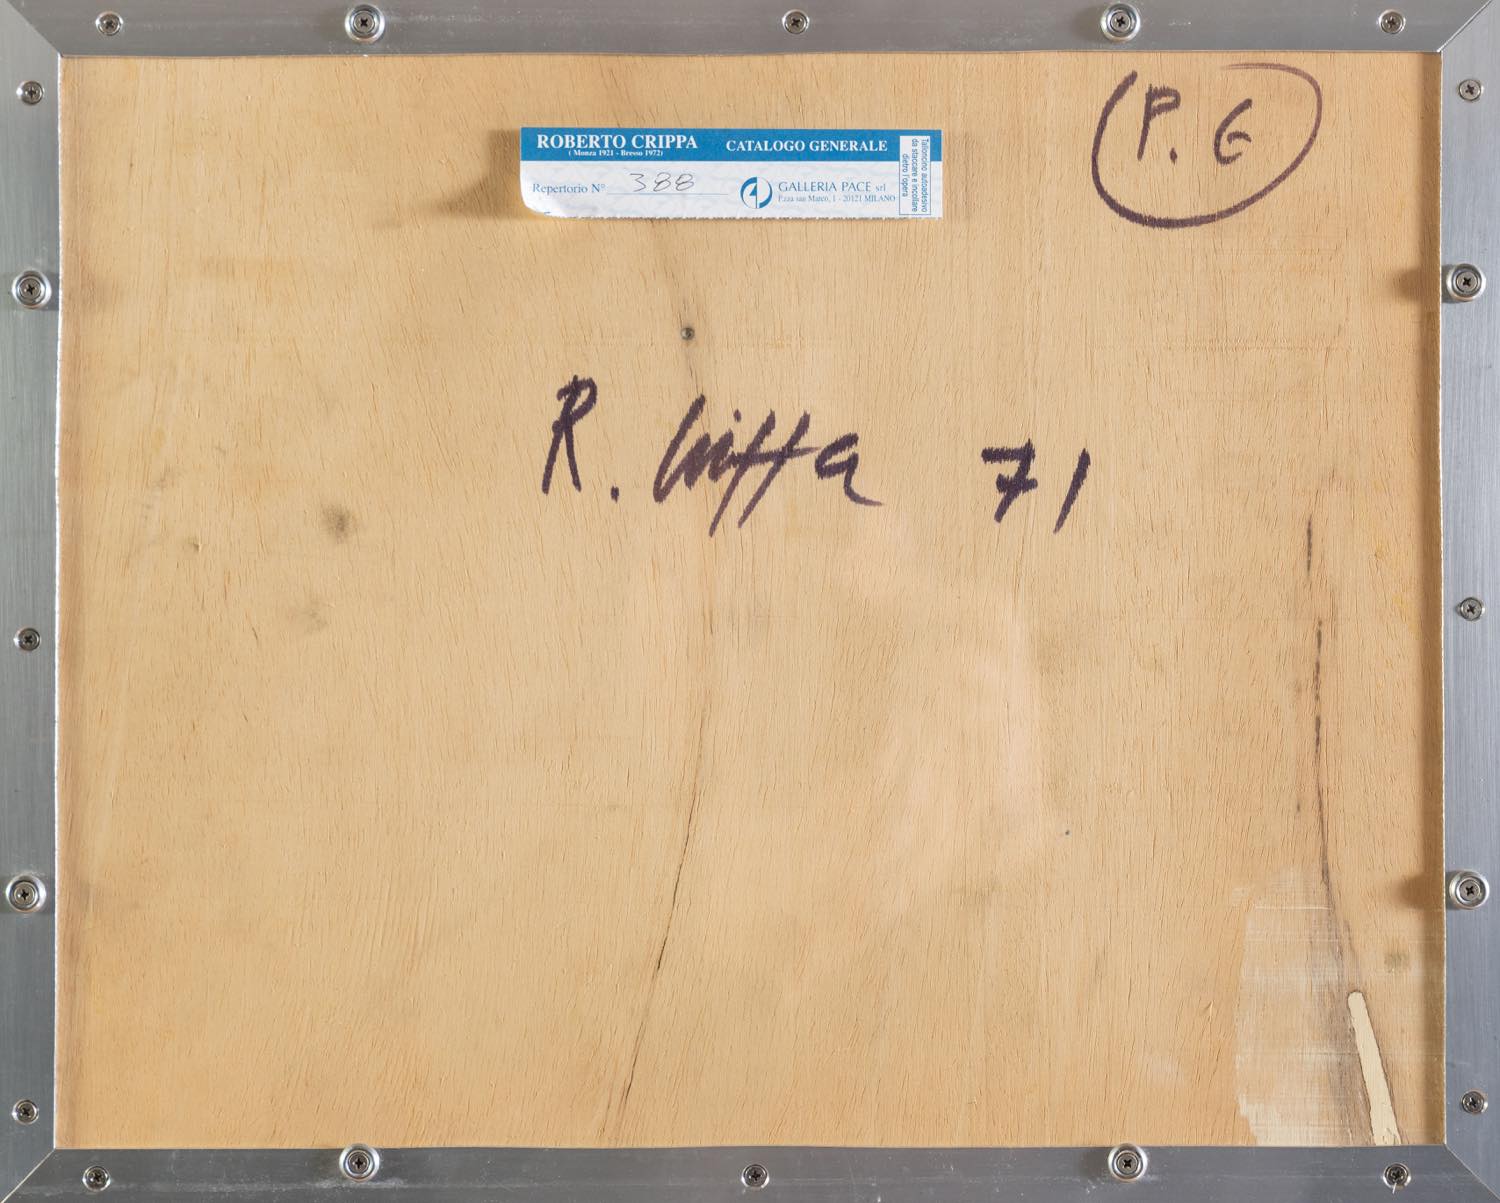 P. G
ROBERTO CRIPPA CATALOGO GENERALE
( Monza 1921 - Bresso 1972)
Repertorio N° 388
GALLERIA PACE srl
P.zza san Marco, 1 - 20121 MILANO
Talloncino autoadesivo
da staccare e incollare
dietro l'opera
R. Crippa 71